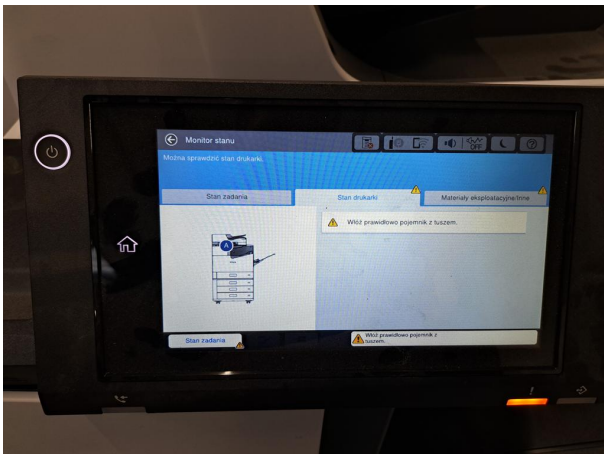 Monitor stanu
OFF
?
Można sprawdzić stan drukarki.
Stan zadania
Stan drukarki
Materiały eksploatacyjne/Inne
Włóż prawidłowo pojemnik z tuszem.
A
Stan zadania
Włóż prawidłowo pojemnik z
tuszem.